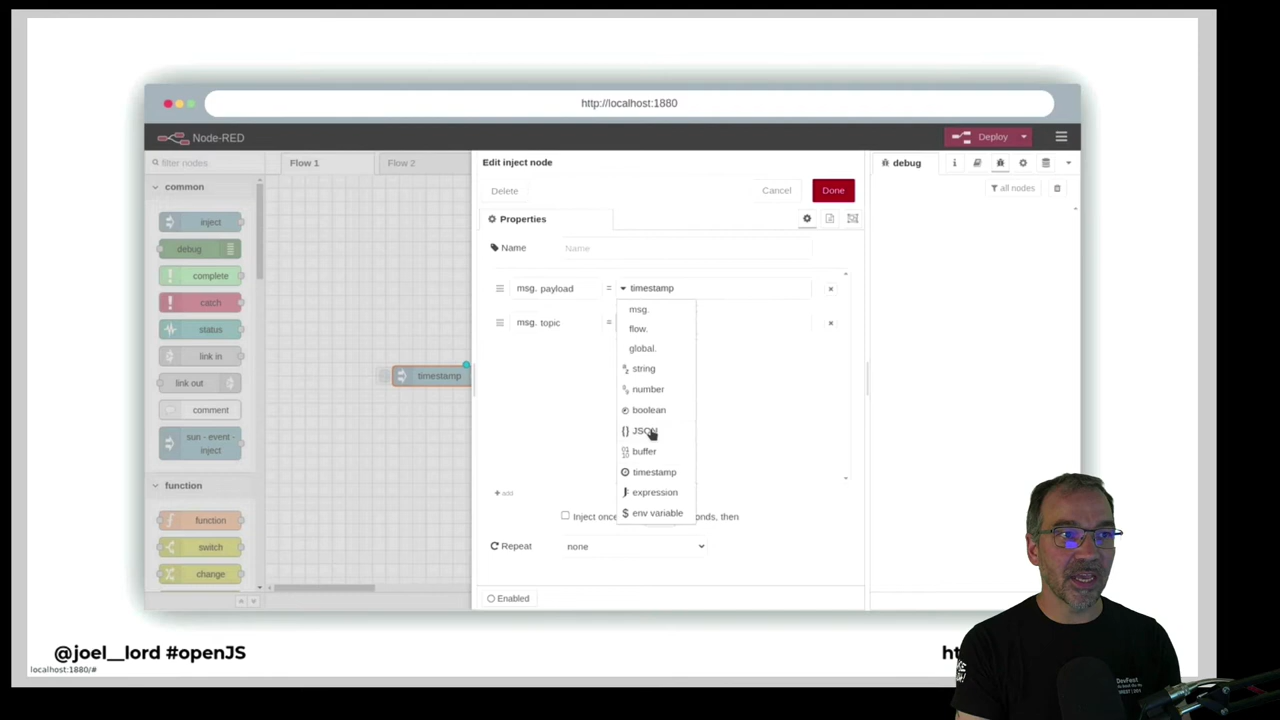 http://localhost:1880
Node-RED
Deploy
filter nodes
Flow 1
Flow 2
Edit inject node
debug
common
Delete
Cancel
Done
all nodes
inject
Properties
debug
Name
Name
complete
msg. payload
=
timestamp
catch
msg.
msg. topic
=
flow.
status
global.
link in
string
timestamp
number
link out
boolean
comment
JSON
sun - event -
inject
buffer
timestamp
function
expression
add
env variable
function
Inject once
onds, then
switch
Repeat
none
change
Enabled
@joel__lord #openJS
ht
localhost:1880/#
DevFest